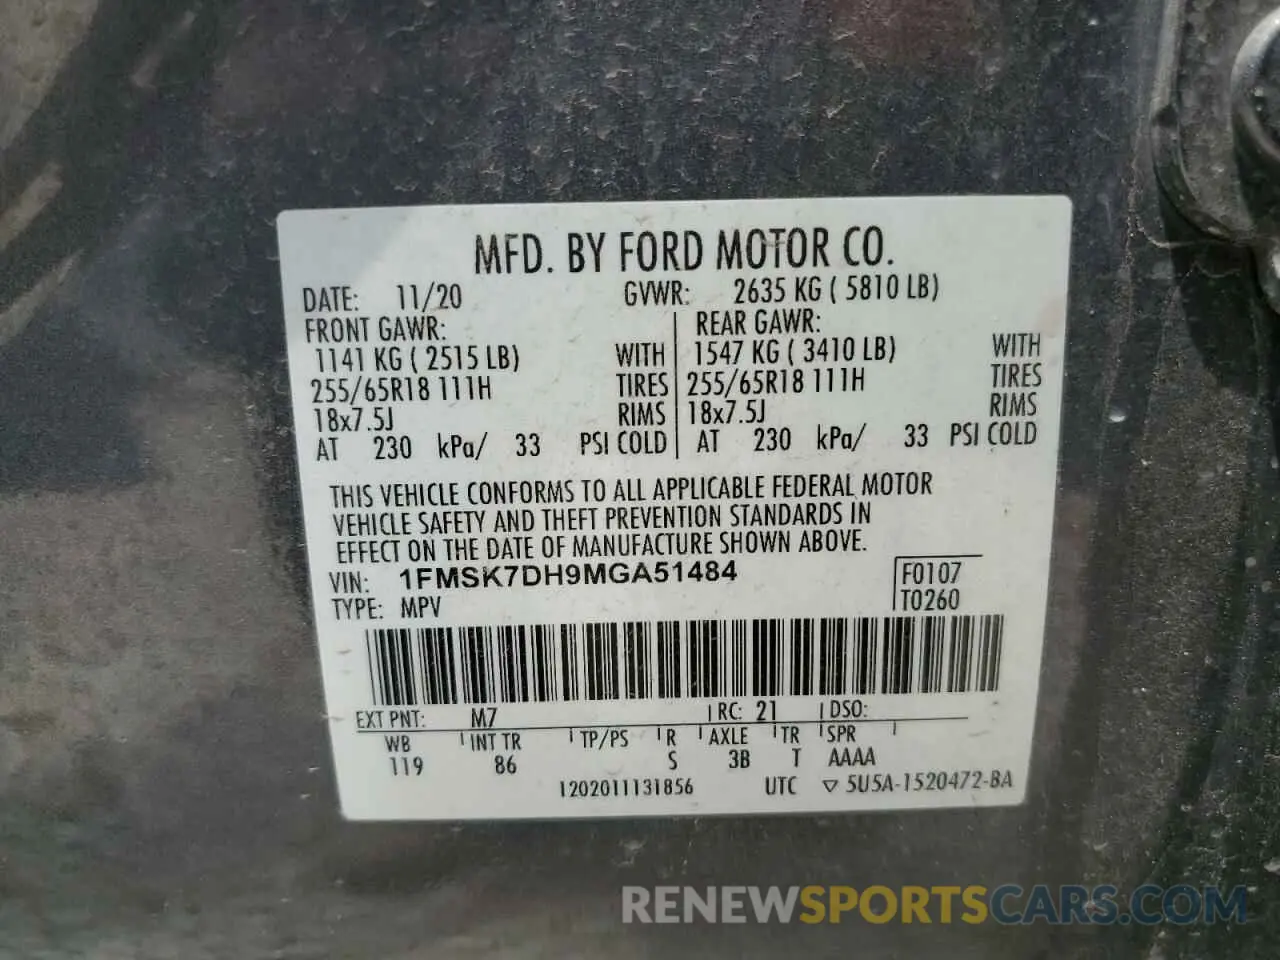 MFD. BY FORD MOTOR CO.
DATE: 11/20 GVWR: 2635 KG ( 5810 LB)
FRONT GAWR: REAR GAWR:
1141 KG ( 2515 LB) WITH 1547 KG ( 3410 LB) WITH
255/65R18 111H TIRES 255/65R18 111H TIRES
18x7.5J RIMS 18x7.5J RIMS
AT 230 kPa/ 33 PSI COLD AT 230 kPa/ 33 PSI COLD
THIS VEHICLE CONFORMS TO ALL APPLICABLE FEDERAL MOTOR
VEHICLE SAFETY AND THEFT PREVENTION STANDARDS IN
EFFECT ON THE DATE OF MANUFACTURE SHOWN ABOVE.
VIN: 1FMSK7DH9MGA51484 F0107
TYPE: MPV T0260
EXT PNT: M7 RC: 21 DSO:
WB INT TR TP/PS R AXLE TR SPR
119 86 S 3B T AAAA
1202011131856 UTC ▽ 5U5A-1520472-BA
RENEWSPORTSCARS.COM